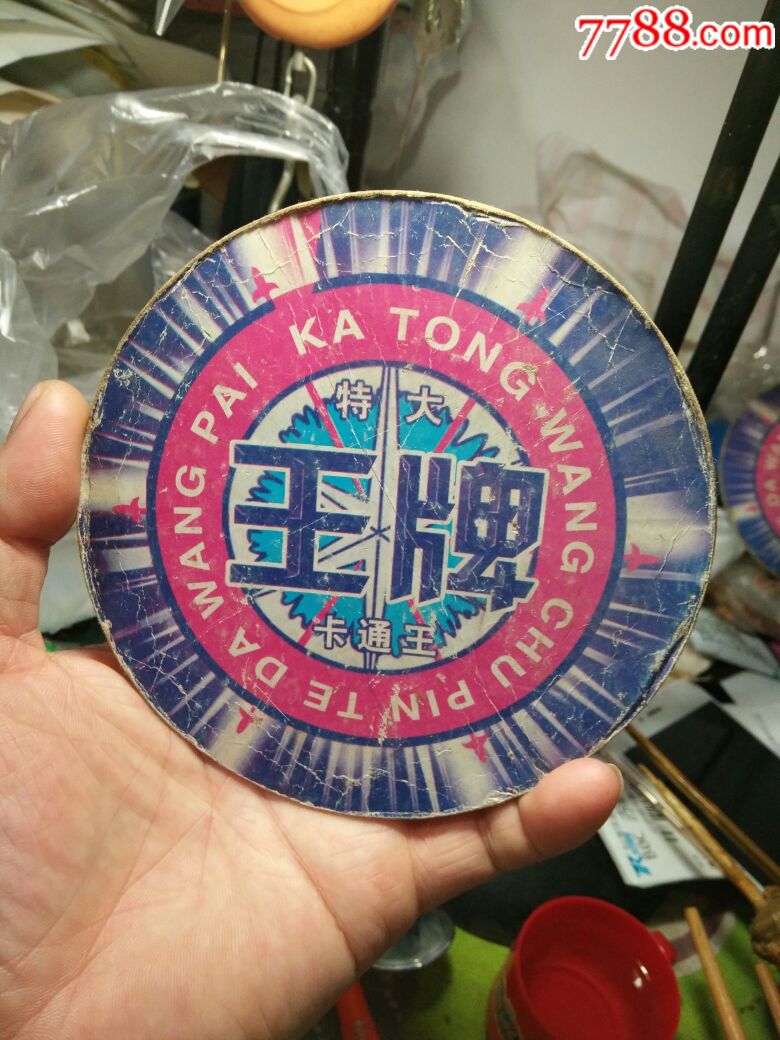 7788.com
KA TONG WANG CHU PIN TE DA WANG PAI
特大
王牌
卡通王